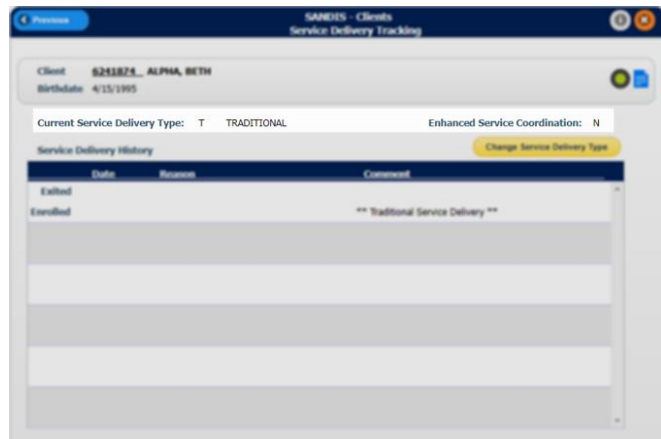 Previous
SANDIS - Clients
Service Delivery Tracking
Client 6241874 ALPHA, BETH
Birthdate 4/15/1995
Current Service Delivery Type: T TRADITIONAL Enhanced Service Coordination: N
Service Delivery History Change Service Delivery Type
Date Reason Comment
Exited
Enrolled ** Traditional Service Delivery **